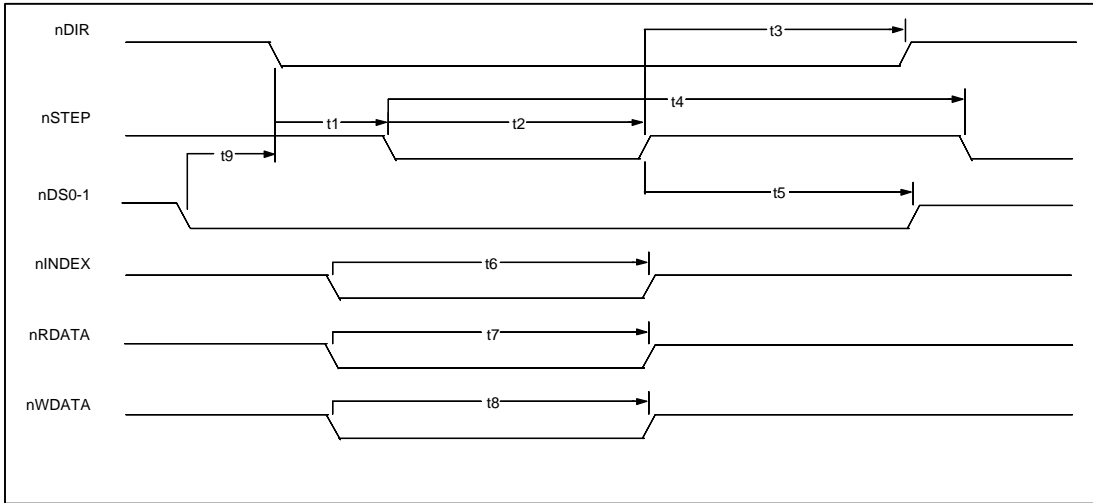 nDIR
t3
t4
nSTEP
t1
t2
t9
nDS0-1
t5
nINDEX
t6
nRDATA
t7
nWDATA
t8